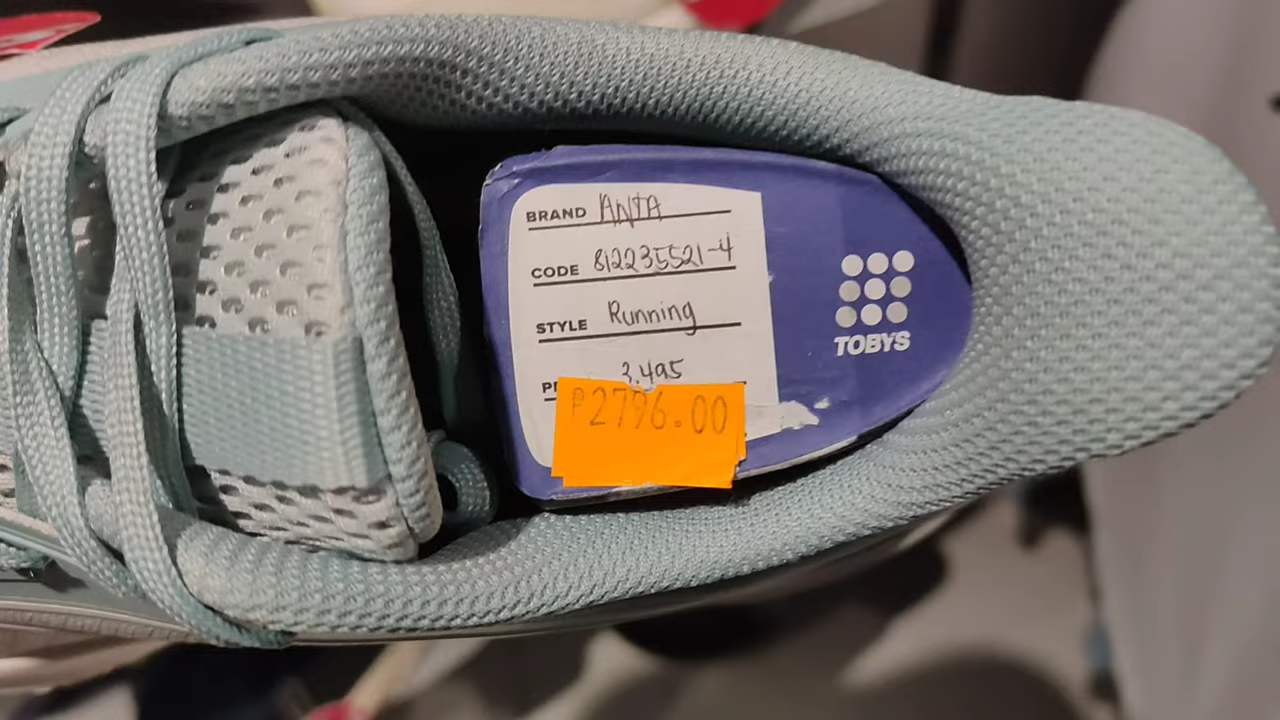 BRAND ANTA
CODE 812235521-4
STYLE Running
3,495
₱2796.00
TOBYS